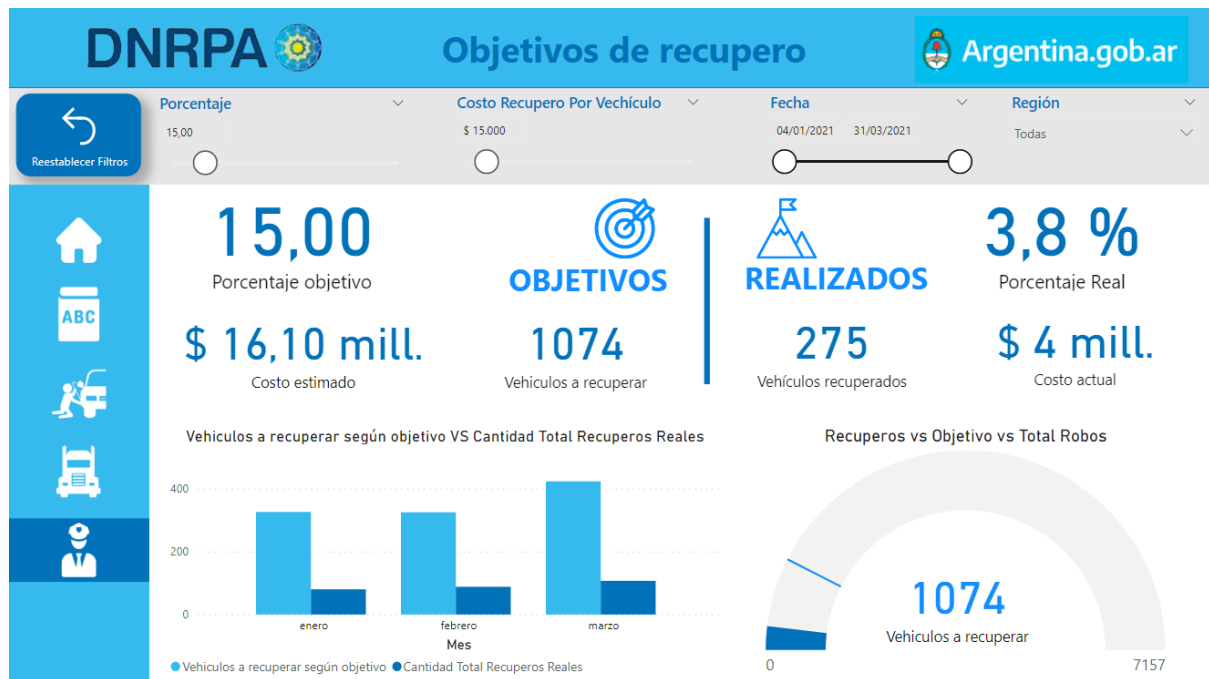 DNRPA
Objetivos de recupero
Argentina.gob.ar
Reestablecer Filtros
Porcentaje
15,00
Costo Recupero Por Vechículo
$ 15.000
Fecha
04/01/2021 31/03/2021
Región
Todas
ABC
15,00
Porcentaje objetivo
OBJETIVOS
REALIZADOS
3,8 %
Porcentaje Real
$ 16,10 mill.
Costo estimado
1074
Vehiculos a recuperar
275
Vehículos recuperados
$ 4 mill.
Costo actual
Vehiculos a recuperar según objetivo VS Cantidad Total Recuperos Reales
400
200
0
enero febrero marzo
Mes
Vehiculos a recuperar según objetivo Cantidad Total Recuperos Reales
Recuperos vs Objetivo vs Total Robos
1074
Vehiculos a recuperar
0 7157